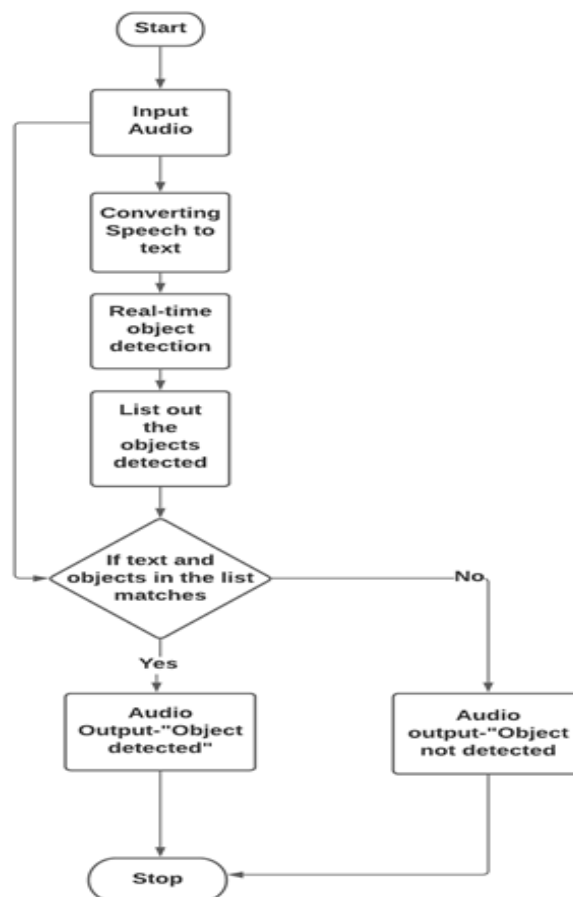 Start
Input
Audio
Converting
Speech to
text
Real-time
object
detection
List out
the
objects
detected
If text and
objects in the list
matches
No
Yes
Audio
Output-"Object
detected"
Audio
output-"Object
not detected
Stop